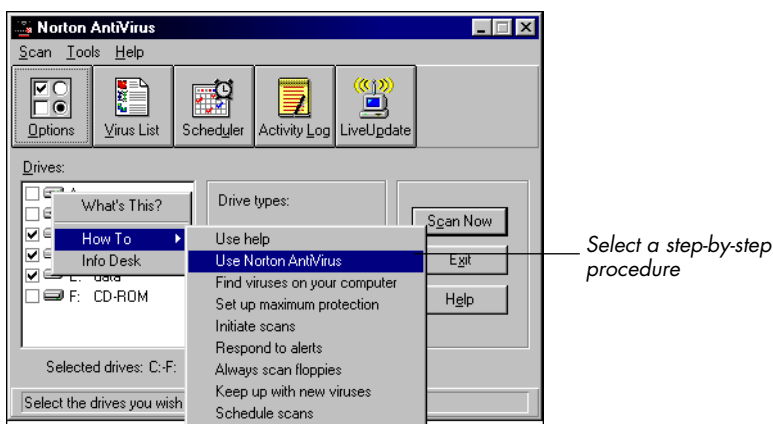 Norton AntiVirus
Scan Tools Help
Options Virus List Scheduler Activity Log LiveUpdate
Drives:
Drive types:
What's This?
How To
Info Desk
E: data
F: CD-ROM
Use help
Use Norton AntiVirus
Find viruses on your computer
Set up maximum protection
Initiate scans
Respond to alerts
Always scan floppies
Keep up with new viruses
Schedule scans
Scan Now
Exit
Help
Selected drives: C:-F:
Select the drives you wish
Select a step-by-step
procedure